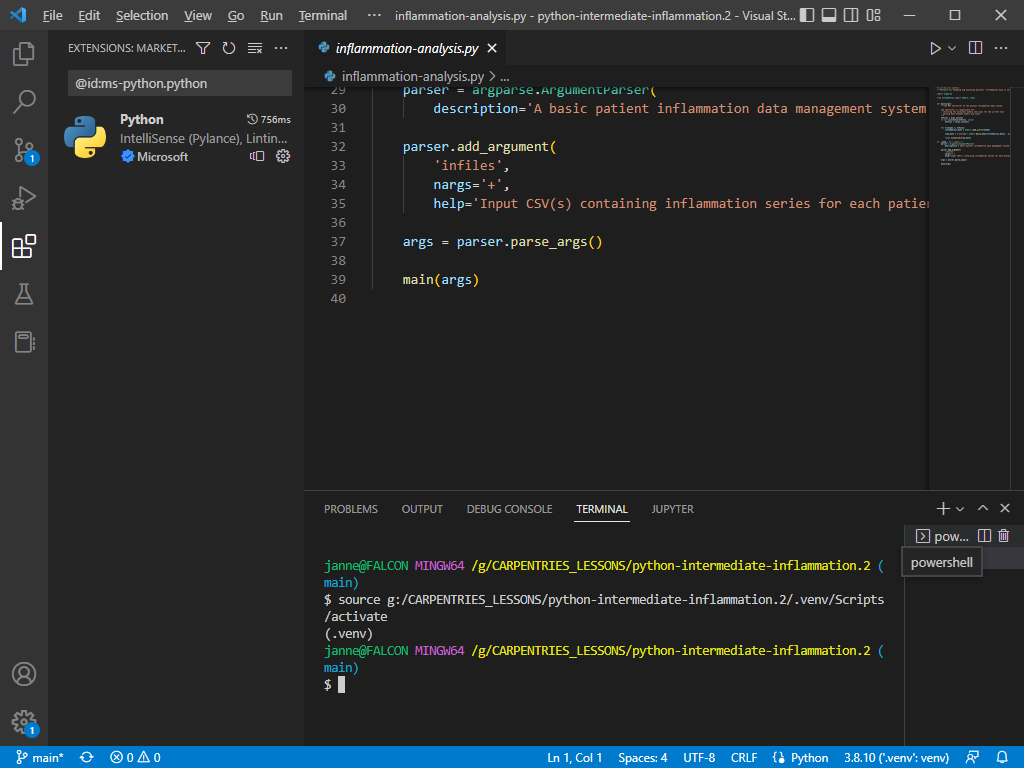 File Edit Selection View Go Run Terminal ··· inflammation-analysis.py - python-intermediate-inflammation.2 - Visual St...
EXTENSIONS: MARKET...
@id:ms-python.python
Python 756ms
IntelliSense (Pylance), Lintin...
Microsoft
1
1
inflammation-analysis.py
inflammation-analysis.py > ...
29 parser = argparse.ArgumentParser(
30 description='A basic patient inflammation data management system
31
32 parser.add_argument(
33 'infiles',
34 nargs='+',
35 help='Input CSV(s) containing inflammation series for each patie
36
37 args = parser.parse_args()
38
39 main(args)
40
PROBLEMS OUTPUT DEBUG CONSOLE TERMINAL JUPYTER
pow...
powershell
janne@FALCON MINGW64 /g/CARPENTRIES_LESSONS/python-intermediate-inflammation.2 (
main)
$ source g:/CARPENTRIES_LESSONS/python-intermediate-inflammation.2/.venv/Scripts
/activate
(.venv)
janne@FALCON MINGW64 /g/CARPENTRIES_LESSONS/python-intermediate-inflammation.2 (
main)
$
main* 0 0 Ln 1, Col 1 Spaces: 4 UTF-8 CRLF Python 3.8.10 ('.venv': venv)